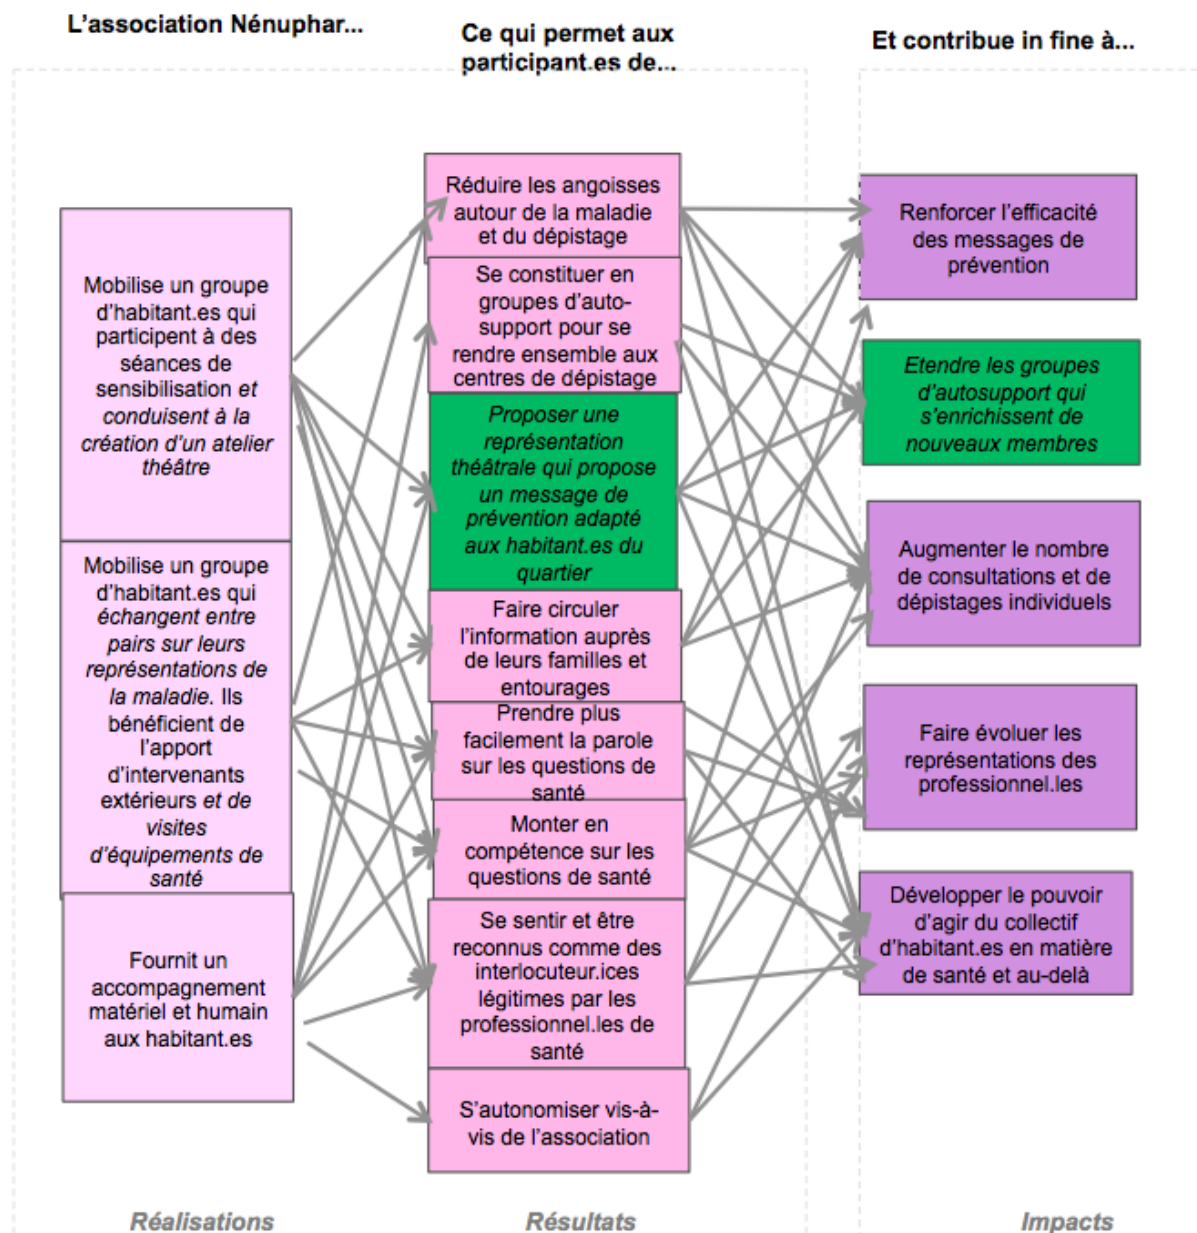 L’association Nénuphar...
Ce qui permet aux
participant.es de...
Et contribue in fine à...
Mobilise un groupe
d’habitant.es qui
participent à des
séances de
sensibilisation et
conduisent à la
création d’un atelier
théâtre
Mobilise un groupe
d’habitant.es qui
échangent entre
pairs sur leurs
représentations de
la maladie. Ils
bénéficient de
l’apport
d’intervenants
extérieurs et de
visites
d’équipements de
santé
Fournit un
accompagnement
matériel et humain
aux habitant.es
Réalisations
Réduire les angoisses
autour de la maladie
et du dépistage
Se constituer en
groupes d’auto-
support pour se
rendre ensemble aux
centres de dépistage
Proposer une
représentation
théâtrale qui propose
un message de
prévention adapté
aux habitant.es du
quartier
Faire circuler
l’information auprès
de leurs familles et
entourages
Prendre plus
facilement la parole
sur les questions de
santé
Monter en
compétence sur les
questions de santé
Se sentir et être
reconnus comme des
interlocuteur.ices
légitimes par les
professionnel.les de
santé
S’autonomiser vis-à-
vis de l’association
Résultats
Renforcer l’efficacité
des messages de
prévention
Etendre les groupes
d’autosupport qui
s’enrichissent de
nouveaux membres
Augmenter le nombre
de consultations et de
dépistages individuels
Faire évoluer les
représentations des
professionnel.les
Développer le pouvoir
d’agir du collectif
d’habitant.es en matière
de santé et au-delà
Impacts